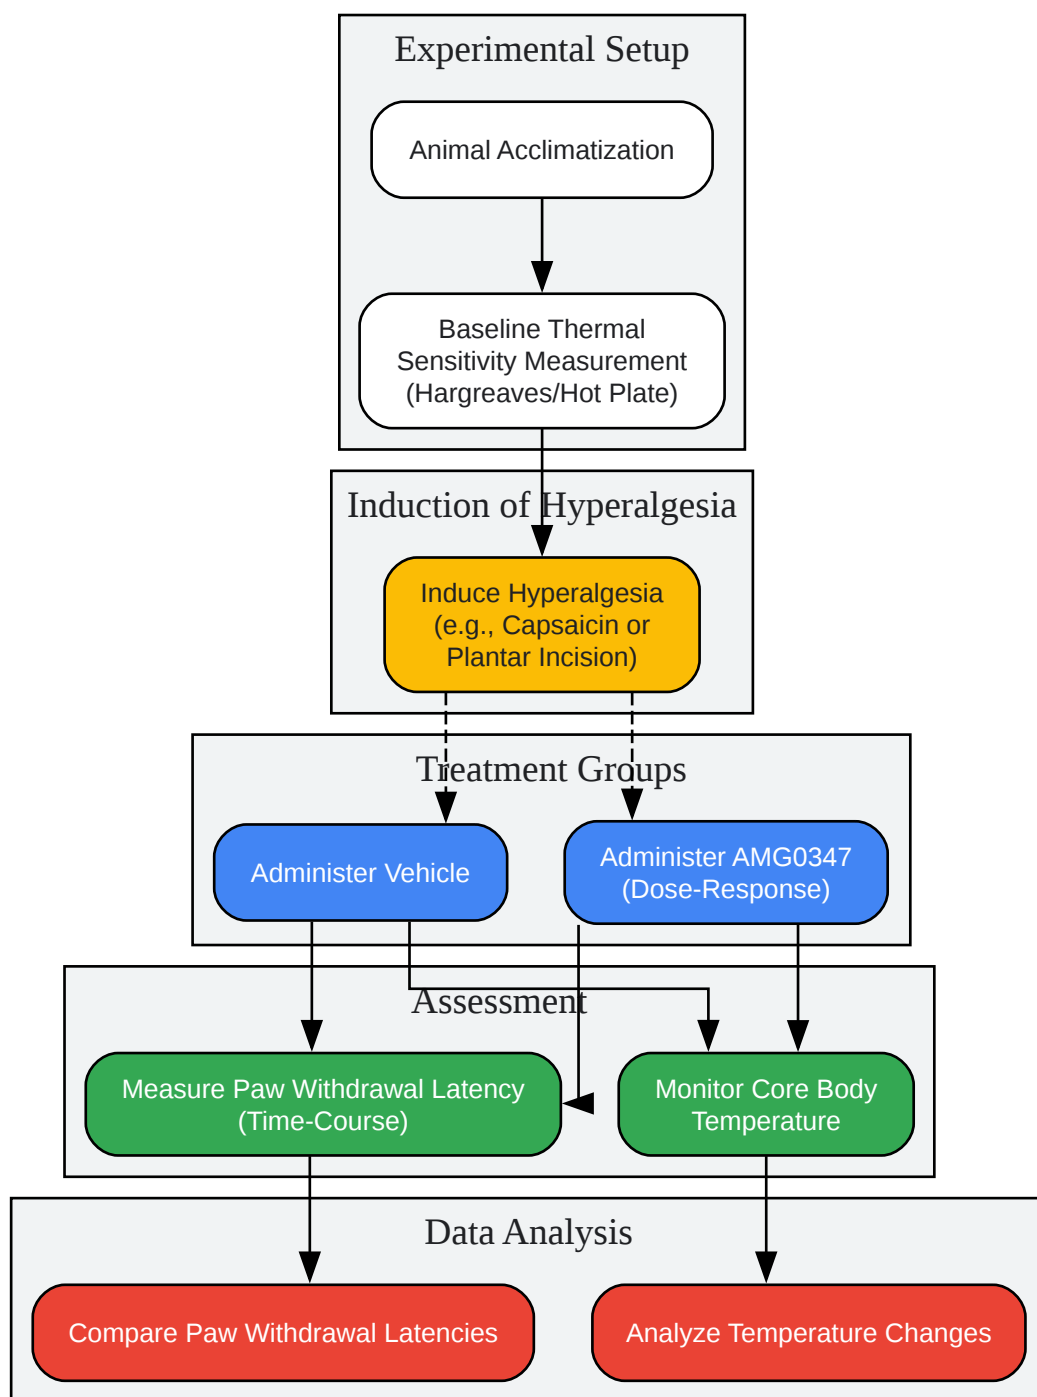 Experimental Setup
Animal Acclimatization
Baseline Thermal
Sensitivity Measurement
(Hargreaves/Hot Plate)
Induction of Hyperalgesia
Induce Hyperalgesia
(e.g., Capsaicin or
Plantar Incision)
Treatment Groups
Administer Vehicle
Administer AMG0347
(Dose-Response)
Assessment
Measure Paw Withdrawal Latency
(Time-Course)
Monitor Core Body
Temperature
Data Analysis
Compare Paw Withdrawal Latencies
Analyze Temperature Changes